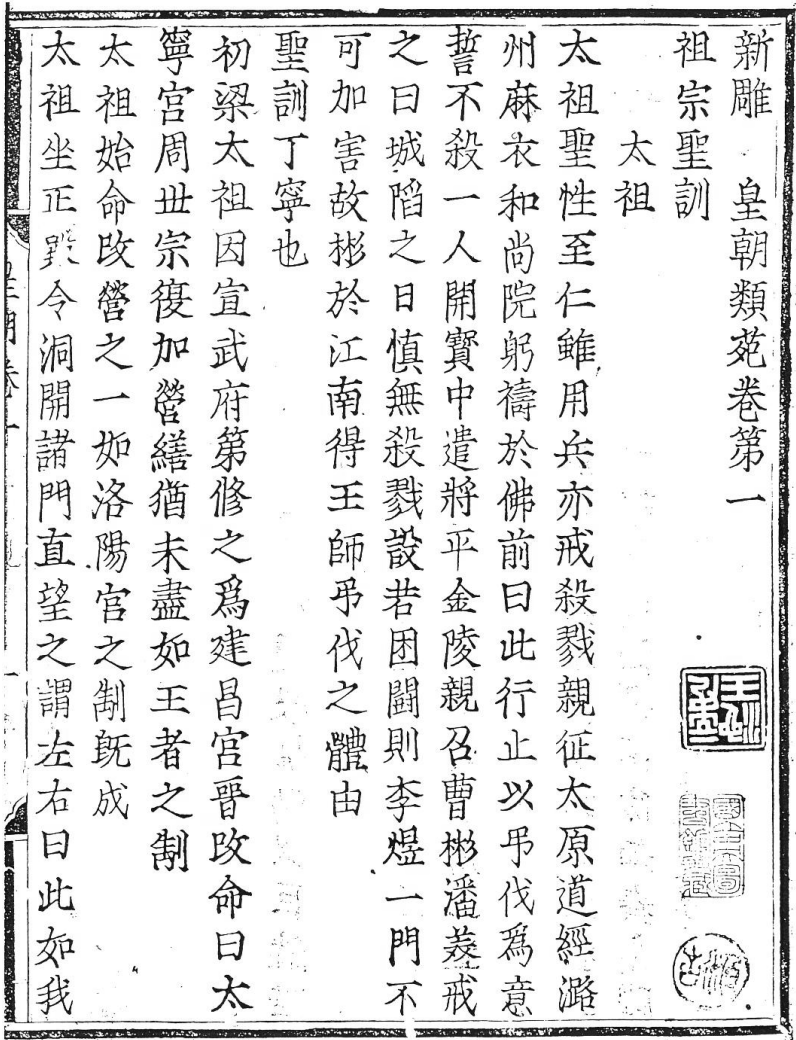 新雕　皇朝類苑卷第一
祖宗聖訓
太祖
太祖聖性至仁雖用兵亦戒殺戮親征太原道經潞
州麻衣和尚院躬禱於佛前曰此行止以弔伐爲意
誓不殺一人開寳中遣將平金陵親召曹彬潘美戒
之曰城陷之日慎無殺戮設若困鬪則李煜一門不
可加害故彬於江南得王師弔伐之體由
聖訓丁寧也
初梁太祖因宣武府第修之爲建昌宮晉改命曰太
寧宮周丗宗復加營繕猶未盡如王者之制
太祖始命改營之一如洛陽宫之制旣成
太祖坐正殿令洞開諸門直望之謂左右曰此如我